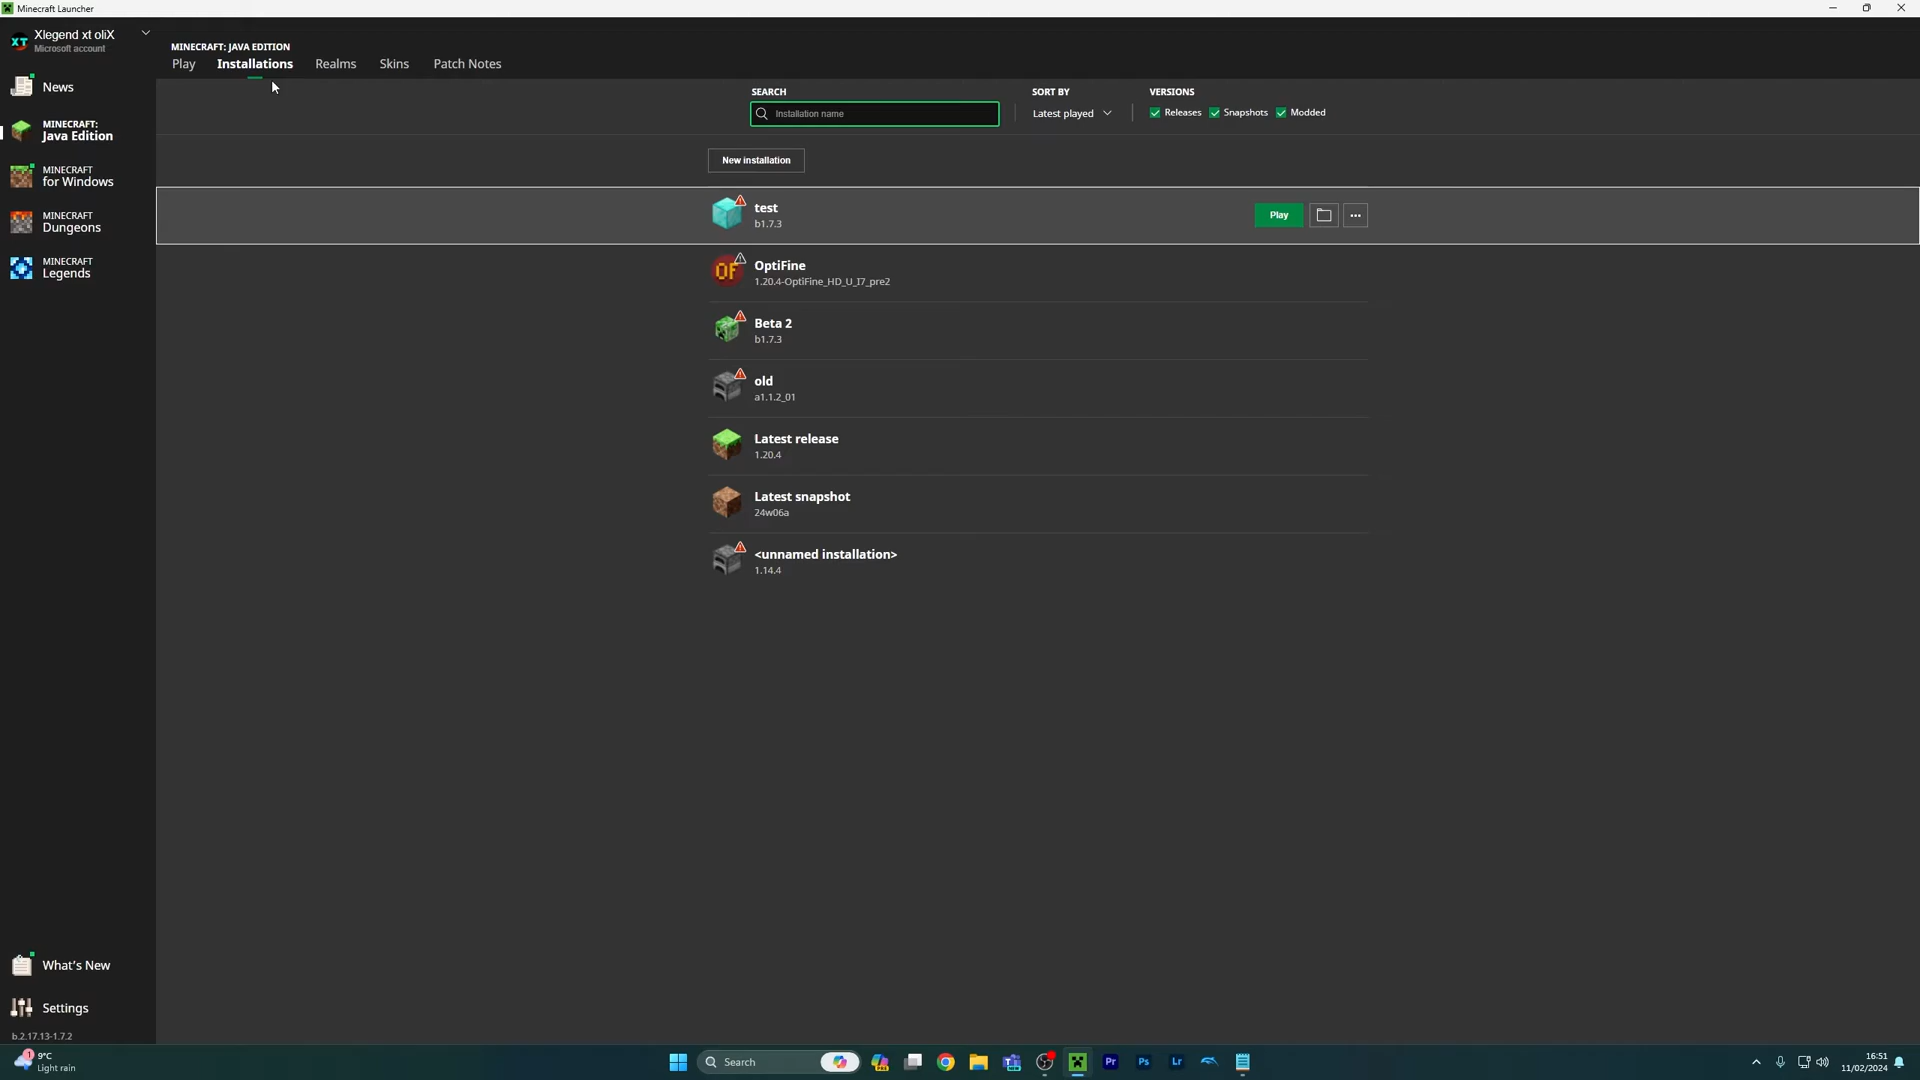 Minecraft Launcher
Xlegend xt oliX
Microsoft account
News
MINECRAFT:
Java Edition
MINECRAFT
for Windows
MINECRAFT
Dungeons
MINECRAFT
Legends
What's New
Settings
b.2.17.13-1.7.2
MINECRAFT: JAVA EDITION
Play Installations Realms Skins Patch Notes
SEARCH SORT BY VERSIONS
Installation name Latest played Releases Snapshots Modded
New installation
test
b1.7.3
Play
OptiFine
1.20.4-OptiFine_HD_U_I7_pre2
Beta 2
b1.7.3
old
a1.1.2_01
Latest release
1.20.4
Latest snapshot
24w06a
<unnamed installation>
1.14.4
1
9°C
Light rain
Search
Pr Ps Lr
16:51
11/02/2024